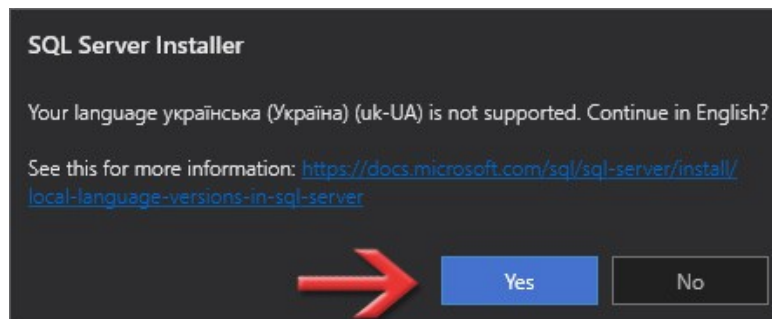 SQL Server Installer
Your language українська (Україна) (uk-UA) is not supported. Continue in English?
See this for more information: https://docs.microsoft.com/sql/sql-server/install/
local-language-versions-in-sql-server
Yes No